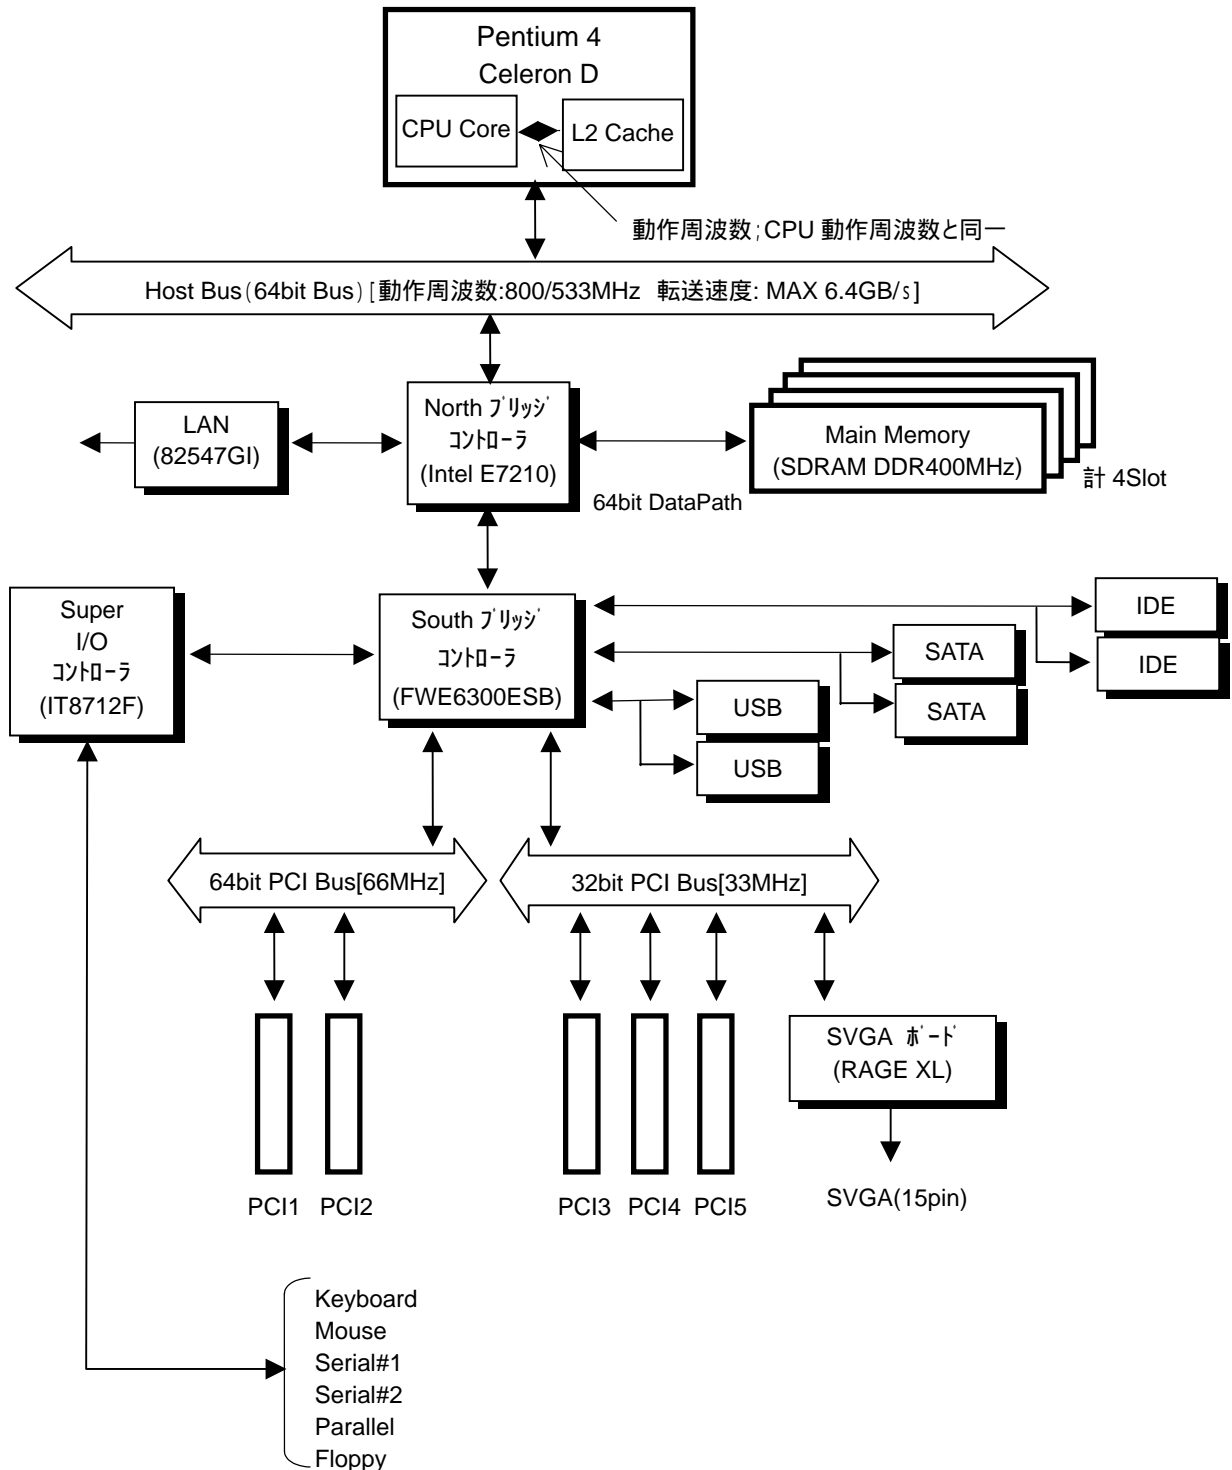 Pentium 4
Celeron D
CPU Core
L2 Cache
動作周波数;CPU 動作周波数と同一
Host Bus(64bit Bus) [動作周波数:800/533MHz 転送速度: MAX 6.4GB/s]
LAN
(82547GI)
North ﾌﾞﾘｯｼﾞ
ｺﾝﾄﾛｰﾗ
(Intel E7210)
Main Memory
(SDRAM DDR400MHz)
計 4Slot
64bit DataPath
Super
I/O
ｺﾝﾄﾛｰﾗ
(IT8712F)
South ﾌﾞﾘｯｼﾞ
ｺﾝﾄﾛｰﾗ
(FWE6300ESB)
IDE
IDE
SATA
SATA
USB
USB
64bit PCI Bus[66MHz]
32bit PCI Bus[33MHz]
SVGA ﾎﾞｰﾄﾞ
(RAGE XL)
PCI1
PCI2
PCI3
PCI4
PCI5
SVGA(15pin)
Keyboard
Mouse
Serial#1
Serial#2
Parallel
Floppy